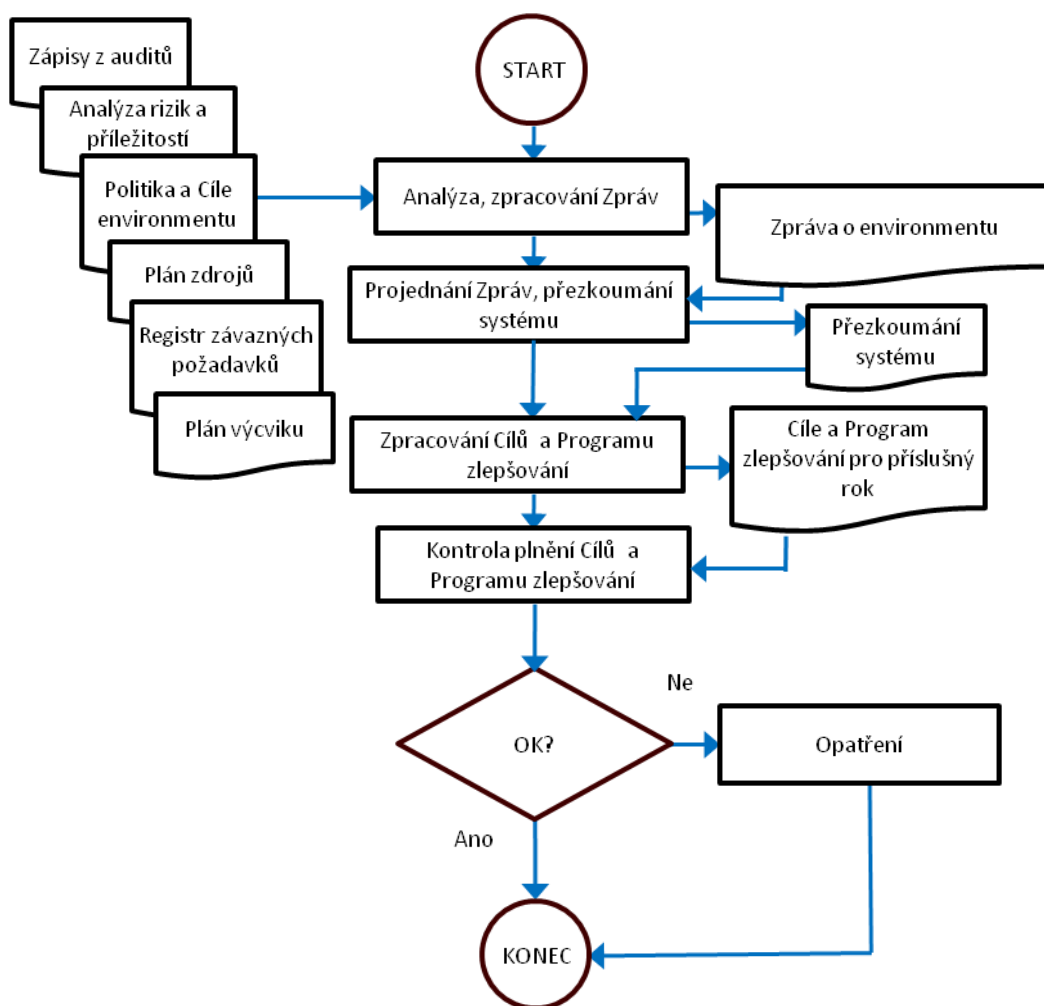 Zápisy z auditů
Analýza rizik a
příležitostí
Politika a Cíle
environmentu
Plán zdrojů
Registr závazných
požadavků
Plán výcviku
START
Analýza, zpracování Zpráv
Zpráva o environmentu
Projednání Zpráv, přezkoumání
systému
Přezkoumání
systému
Zpracování Cílů a Programu
zlepšování
Cíle a Program
zlepšování pro příslušný
rok
Kontrola plnění Cílů a
Programu zlepšování
OK?
Ne
Opatření
Ano
KONEC